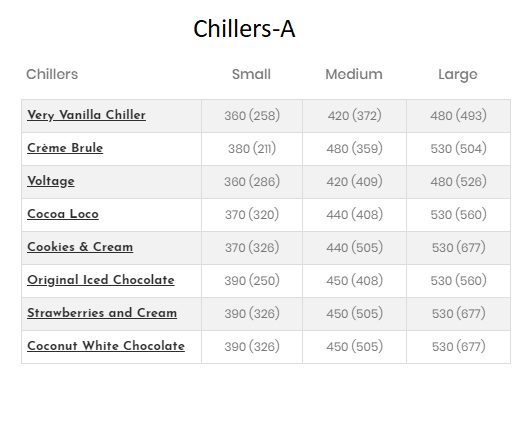 Chillers-A
Chillers Small Medium Large
Very Vanilla Chiller 360 (258) 420 (372) 480 (493)
Crème Brule 380 (211) 480 (359) 530 (504)
Voltage 360 (286) 420 (409) 480 (526)
Cocoa Loco 370 (320) 440 (408) 530 (560)
Cookies & Cream 370 (326) 440 (505) 530 (677)
Original Iced Chocolate 390 (250) 450 (408) 530 (560)
Strawberries and Cream 390 (326) 450 (505) 530 (677)
Coconut White Chocolate 390 (326) 450 (505) 530 (677)